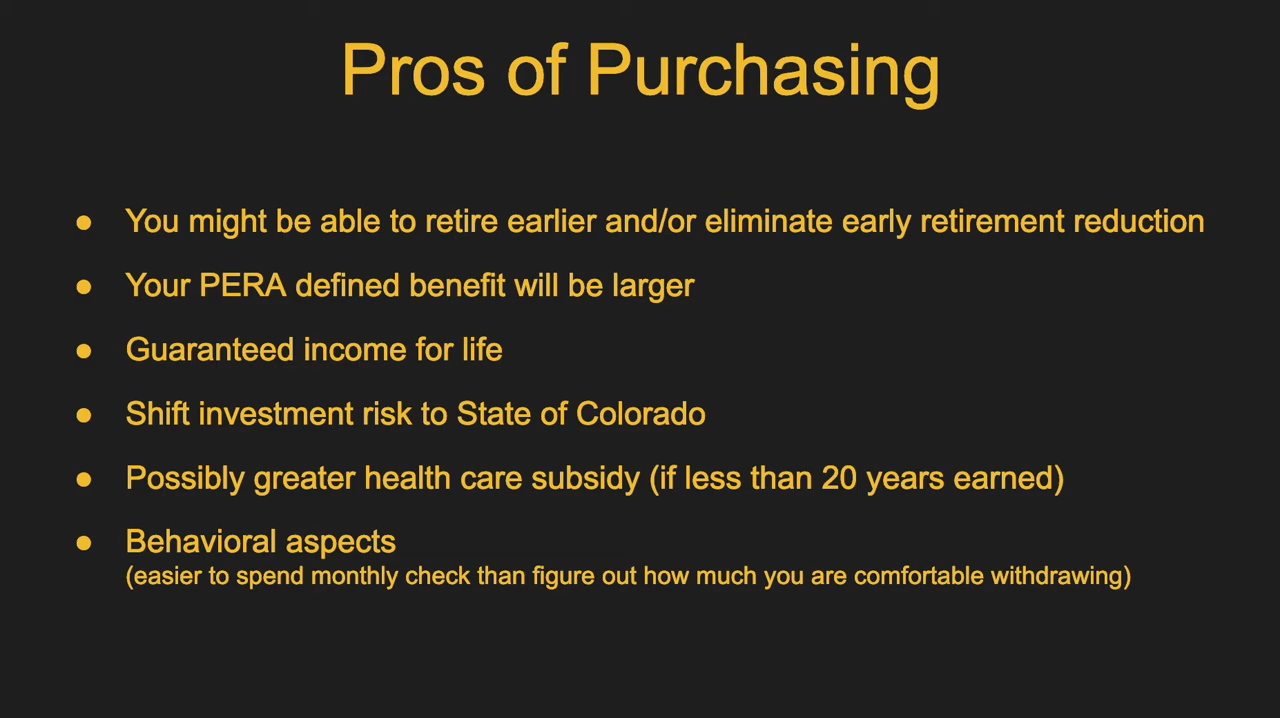 Pros of Purchasing
● You might be able to retire earlier and/or eliminate early retirement reduction
● Your PERA defined benefit will be larger
● Guaranteed income for life
● Shift investment risk to State of Colorado
● Possibly greater health care subsidy (if less than 20 years earned)
● Behavioral aspects
(easier to spend monthly check than figure out how much you are comfortable withdrawing)